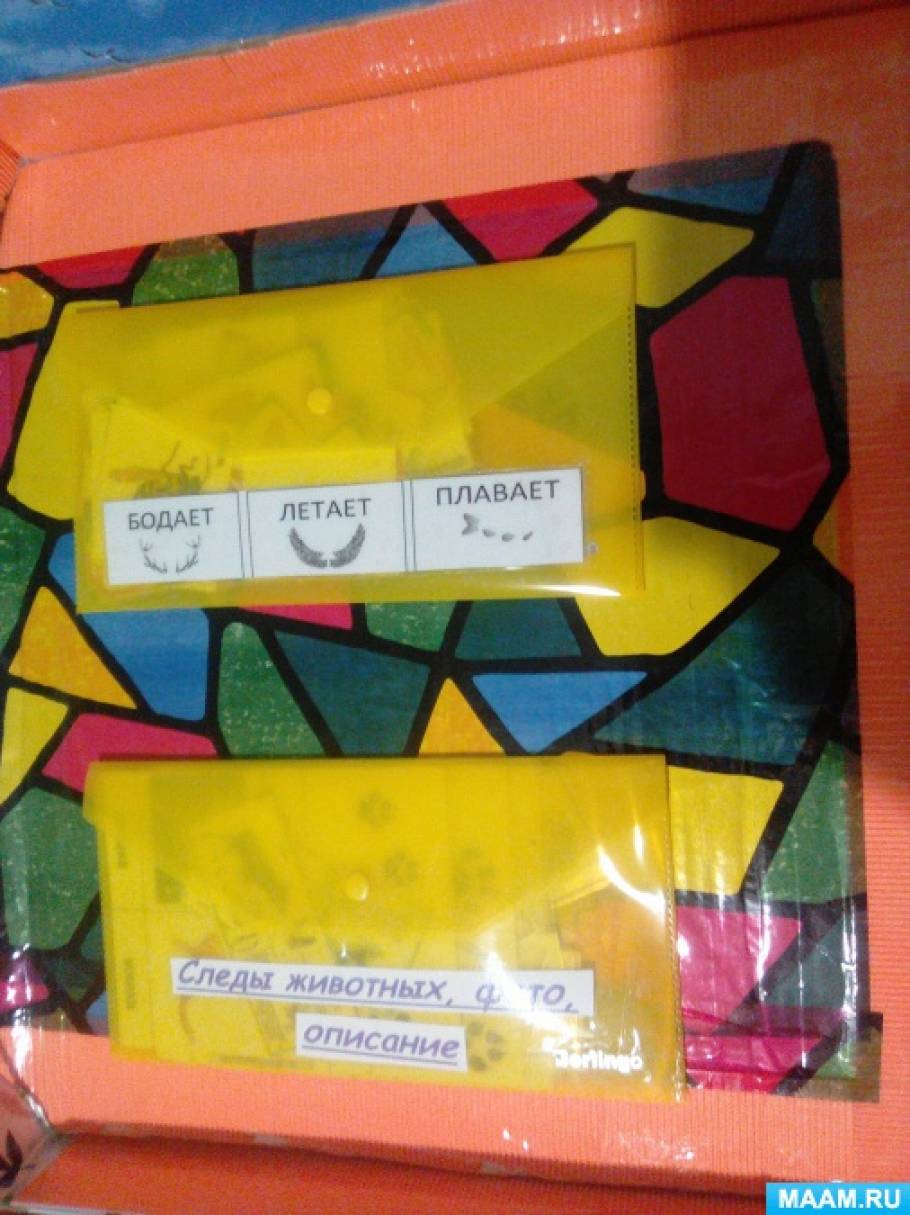 БОДАЕТ ЛЕТАЕТ ПЛАВАЕТ
Следы животных, фото,
описание
Berlingo
MAAM.RU